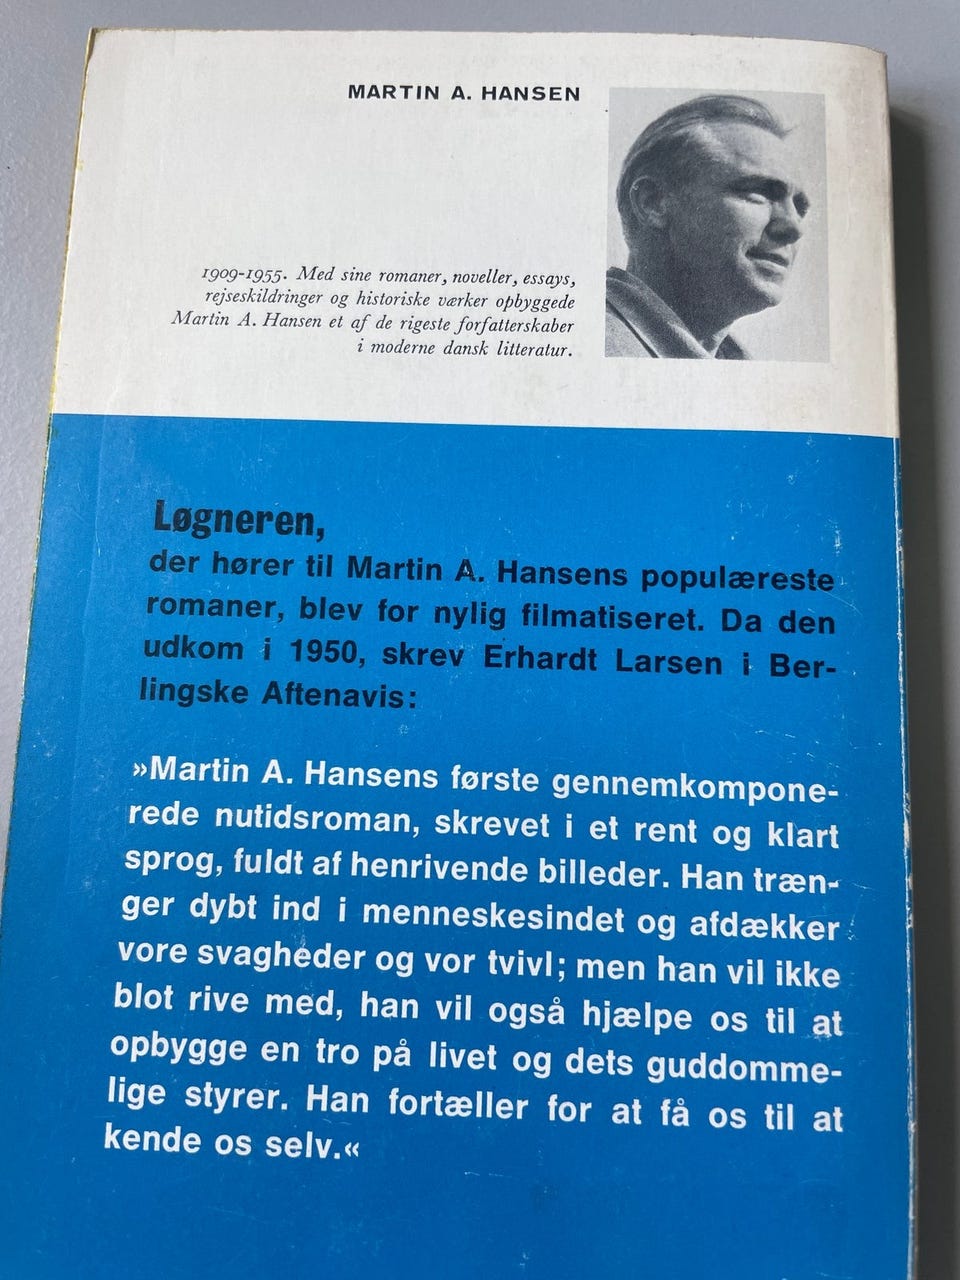 MARTIN A. HANSEN
1909-1955. Med sine romaner, noveller, essays,
rejseskildringer og historiske værker opbyggede
Martin A. Hansen et af de rigeste forfatterskaber
i moderne dansk litteratur.
Løgneren,
der hører til Martin A. Hansens populæreste
romaner, blev for nylig filmatiseret. Da den
udkom i 1950, skrev Erhardt Larsen i Ber-
lingske Aftenavis:
»Martin A. Hansens første gennemkompone-
rede nutidsroman, skrevet i et rent og klart
sprog, fuldt af henrivende billeder. Han træn-
ger dybt ind i menneskesindet og afdækker
vore svagheder og vor tvivl; men han vil ikke
blot rive med, han vil også hjælpe os til at
opbygge en tro på livet og dets guddomme-
lige styrer. Han fortæller for at få os til at
kende os selv.«